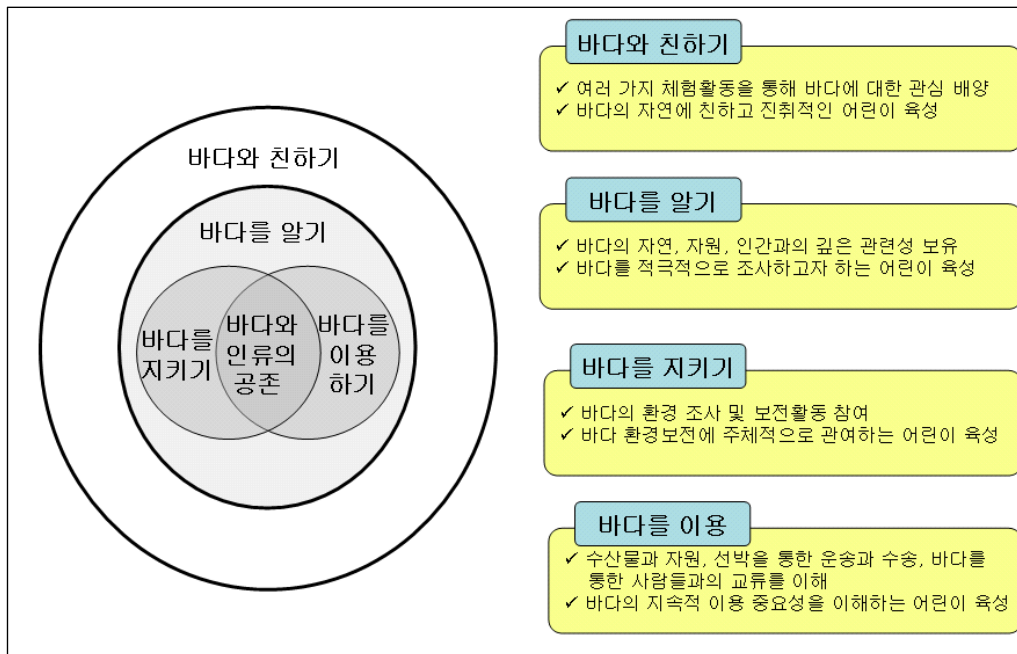 바다와 친하기
바다를 알기
바다를
지키기
바다와
인류의
공존
바다를
이용
하기
바다와 친하기
✓ 여러 가지 체험활동을 통해 바다에 대한 관심 배양
✓ 바다의 자연에 친하고 진취적인 어린이 육성
바다를 알기
✓ 바다의 자연, 자원, 인간과의 깊은 관련성 보유
✓ 바다를 적극적으로 조사하고자 하는 어린이 육성
바다를 지키기
✓ 바다의 환경 조사 및 보전활동 참여
✓ 바다 환경보전에 주체적으로 관여하는 어린이 육성
바다를 이용
✓ 수산물과 자원, 선박을 통한 운송과 수송, 바다를
통한 사람들과의 교류를 이해
✓ 바다의 지속적 이용 중요성을 이해하는 어린이 육성